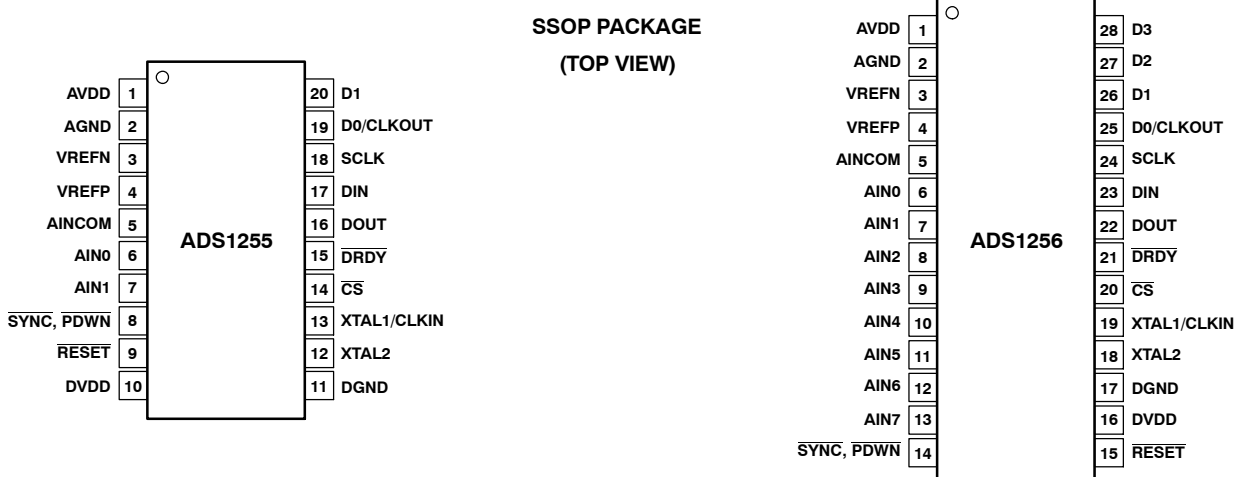 SSOP PACKAGE
(TOP VIEW)
AVDD 1 20 D1
AGND 2 19 D0/CLKOUT
VREFN 3 18 SCLK
VREFP 4 17 DIN
AINCOM 5 16 DOUT
AIN0 6 15 DRDY
AIN1 7 14 CS
SYNC, PDWN 8 13 XTAL1/CLKIN
RESET 9 12 XTAL2
DVDD 10 11 DGND
ADS1255
AVDD 1 28 D3
AGND 2 27 D2
VREFN 3 26 D1
VREFP 4 25 D0/CLKOUT
AINCOM 5 24 SCLK
AIN0 6 23 DIN
AIN1 7 22 DOUT
AIN2 8 21 DRDY
AIN3 9 20 CS
AIN4 10 19 XTAL1/CLKIN
AIN5 11 18 XTAL2
AIN6 12 17 DGND
AIN7 13 16 DVDD
SYNC, PDWN 14 15 RESET
ADS1256